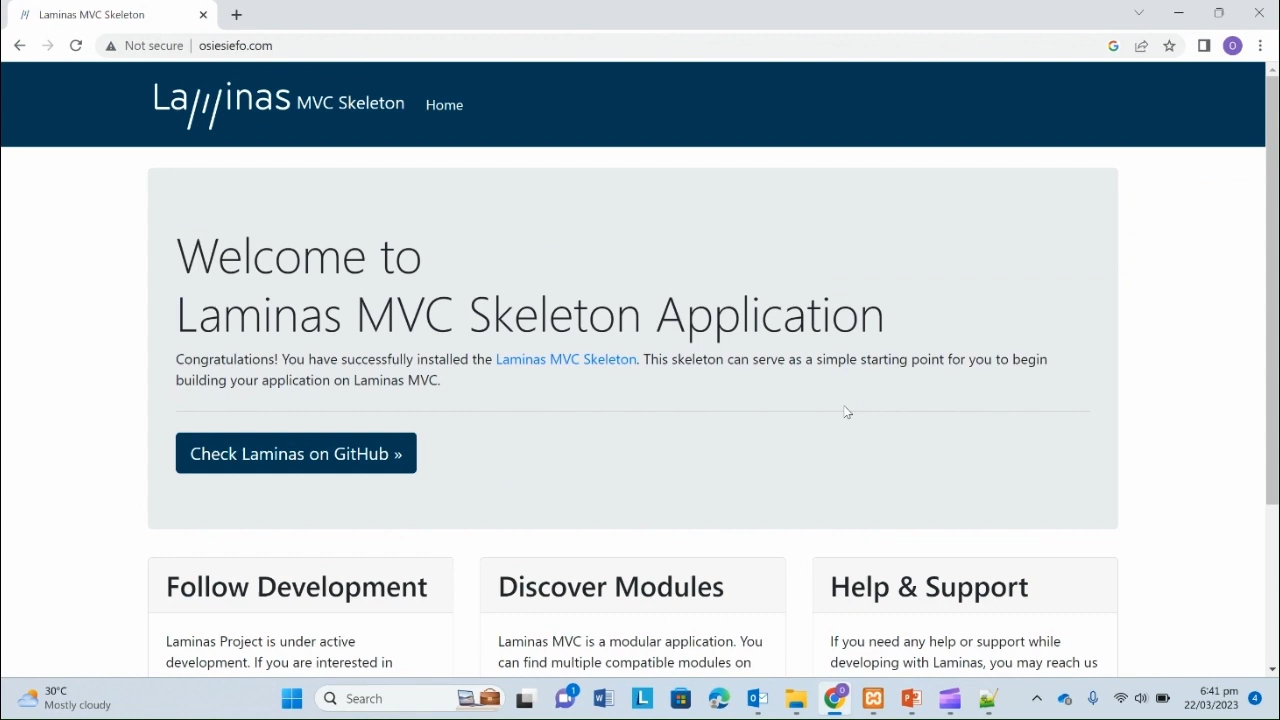 Laminas MVC Skeleton
Not secure
osiesiefo.com
O
Laminas MVC Skeleton
Home
Welcome to
Laminas MVC Skeleton Application
Congratulations! You have successfully installed the Laminas MVC Skeleton. This skeleton can serve as a simple starting point for you to begin
building your application on Laminas MVC.
Check Laminas on GitHub »
Follow Development
Laminas Project is under active
development. If you are interested in
Discover Modules
Laminas MVC is a modular application. You
can find multiple compatible modules on
Help & Support
If you need any help or support while
developing with Laminas, you may reach us
30°C
Mostly cloudy
Search
1
L
6:41 pm
22/03/2023
4